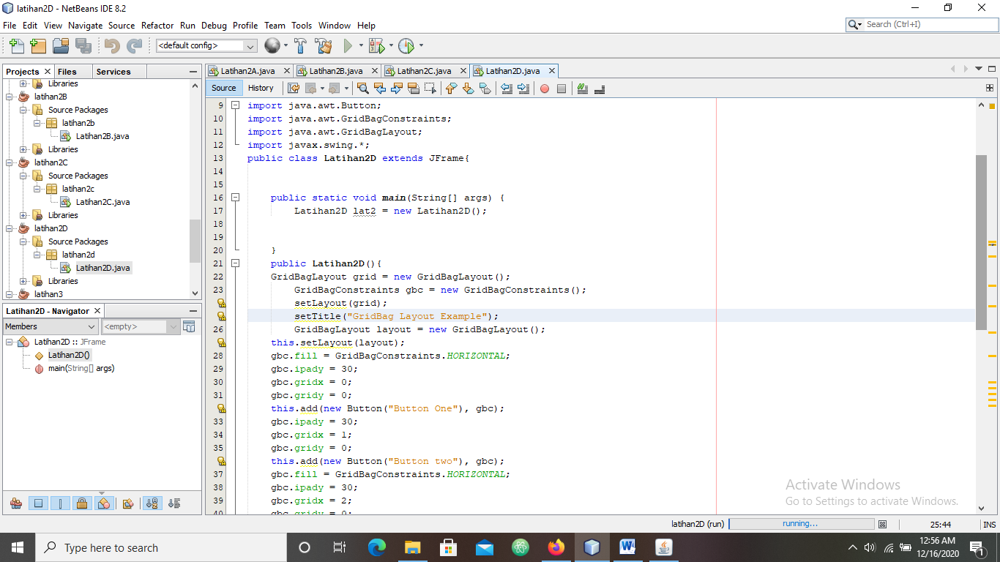 latihan2D - NetBeans IDE 8.2
File Edit View Navigate Source Refactor Run Debug Profile Team Tools Window Help
Search (Ctrl+I)
<default config>
Projects Files Services
Libraries
latihan2B
Source Packages
latihan2b
Latihan2B.java
Libraries
latihan2C
Source Packages
latihan2c
Latihan2C.java
Libraries
latihan2D
Source Packages
latihan2d
Latihan2D.java
Libraries
latihan3
Latihan2D - Navigator
Members <empty>
Latihan2D :: JFrame
Latihan2D()
main(String[] args)
Latihan2A.java Latihan2B.java Latihan2C.java Latihan2D.java
Source History
9 import java.awt.Button;
10 import java.awt.GridBagConstraints;
11 import java.awt.GridBagLayout;
12 import javax.swing.*;
13 public class Latihan2D extends JFrame{
14
15
16 public static void main(String[] args) {
17 Latihan2D lat2 = new Latihan2D();
18
19
20 }
21 public Latihan2D(){
22 GridBagLayout grid = new GridBagLayout();
23 GridBagConstraints gbc = new GridBagConstraints();
setLayout(grid);
setTitle("GridBag Layout Example");
26 GridBagLayout layout = new GridBagLayout();
this.setLayout(layout);
28 gbc.fill = GridBagConstraints.HORIZONTAL;
29 gbc.ipady = 30;
30 gbc.gridx = 0;
31 gbc.gridy = 0;
this.add(new Button("Button One"), gbc);
33 gbc.ipady = 30;
34 gbc.gridx = 1;
35 gbc.gridy = 0;
this.add(new Button("Button two"), gbc);
37 gbc.fill = GridBagConstraints.HORIZONTAL;
38 gbc.ipady = 30;
39 gbc.gridx = 2;
40 gbc.gridy = 0;
Activate Windows
Go to Settings to activate Windows.
latihan2D (run) running... 25:44 INS
Type here to search
12:56 AM
12/16/2020
1